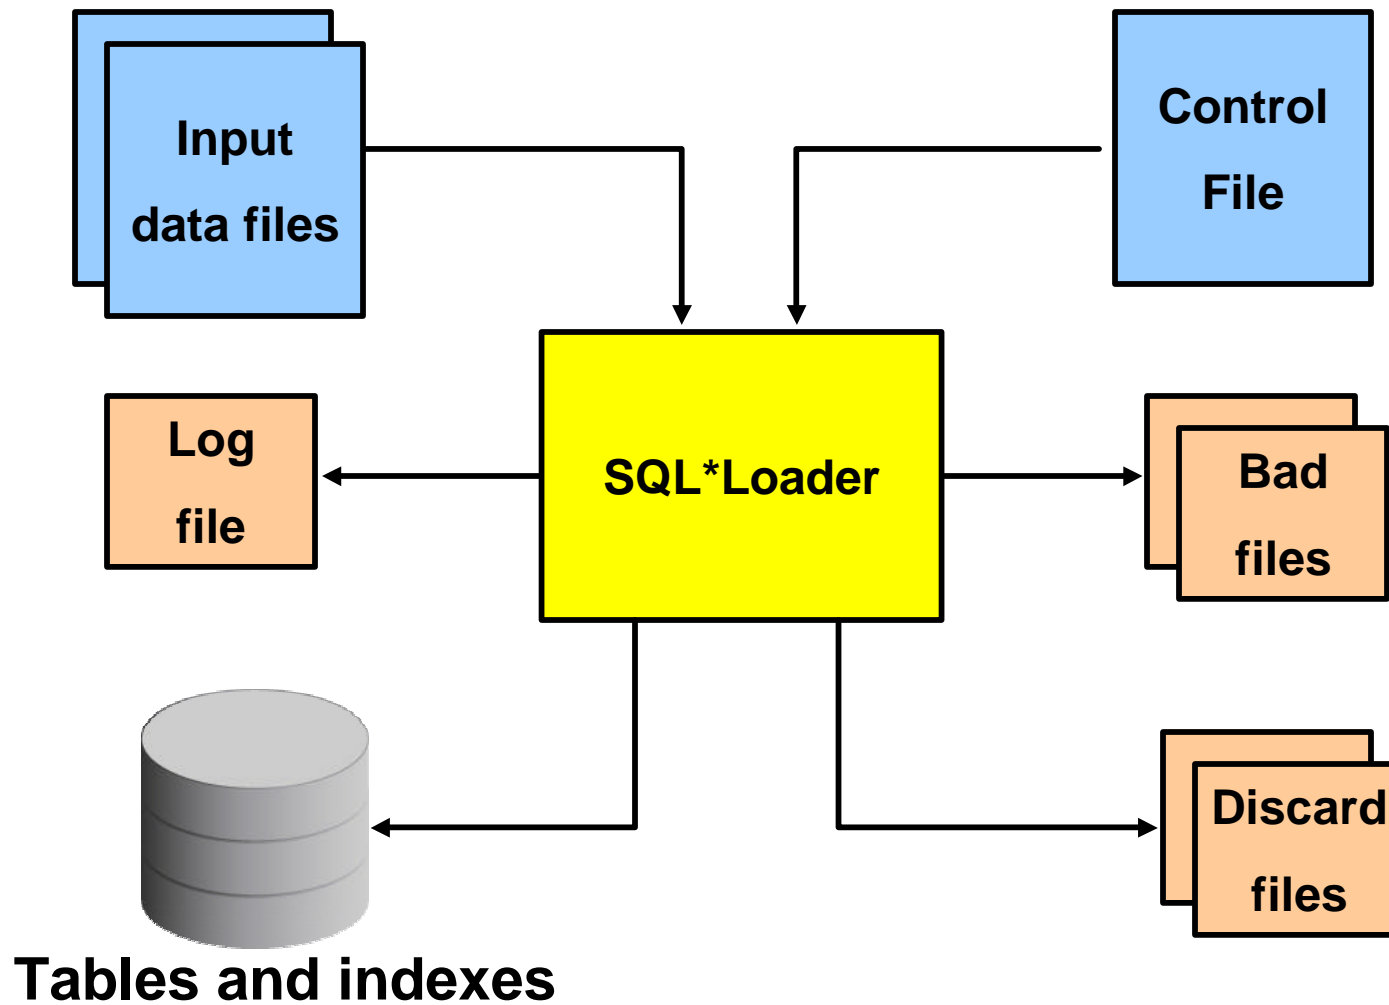 Input
data files
Control
File
Log
file
SQL*Loader
Bad
files
Discard
files
Tables and indexes